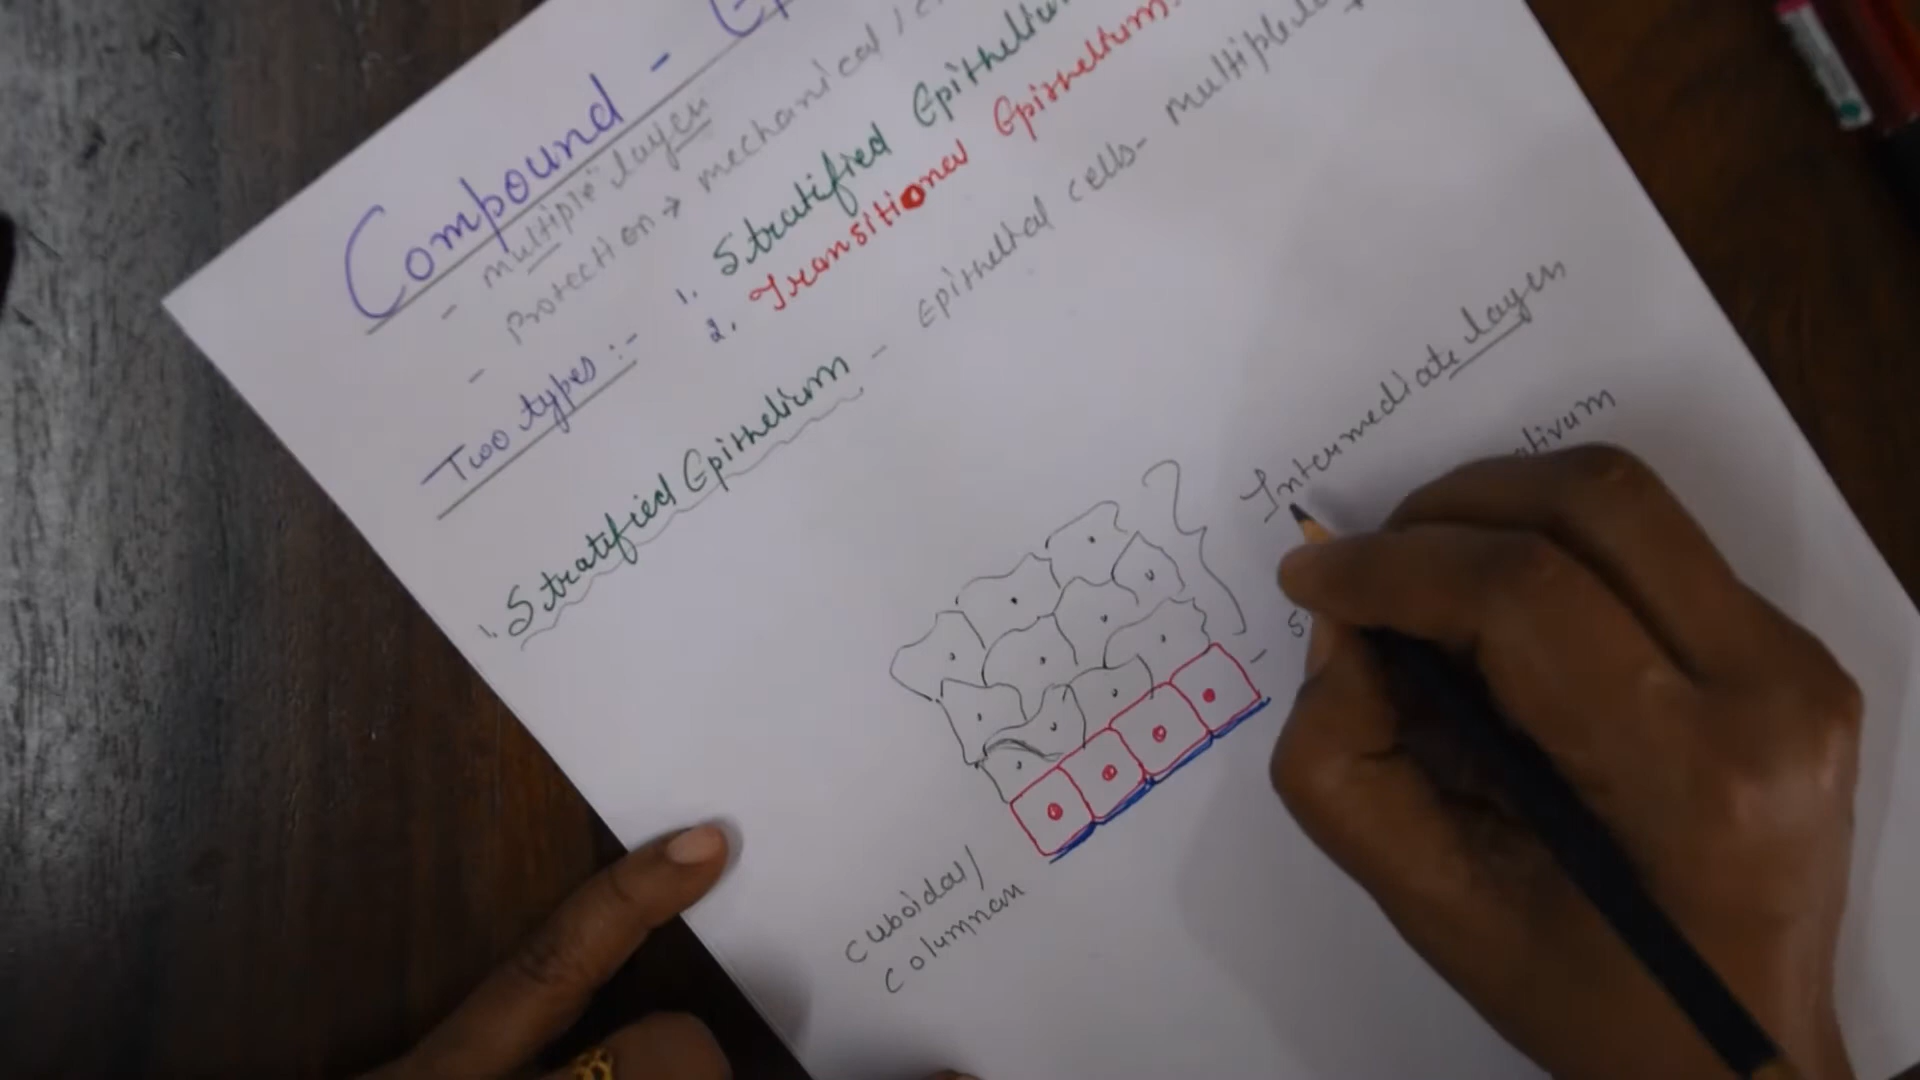 Compound -
- multiple layer
- Protection → mechanical /
Two types :- 1. Stratified Epithelium
2. Transitional Epithelium.
1. Stratified Epithelium - Epithelial cells- multiple
Intermediate layer
cuboidal/
columnar